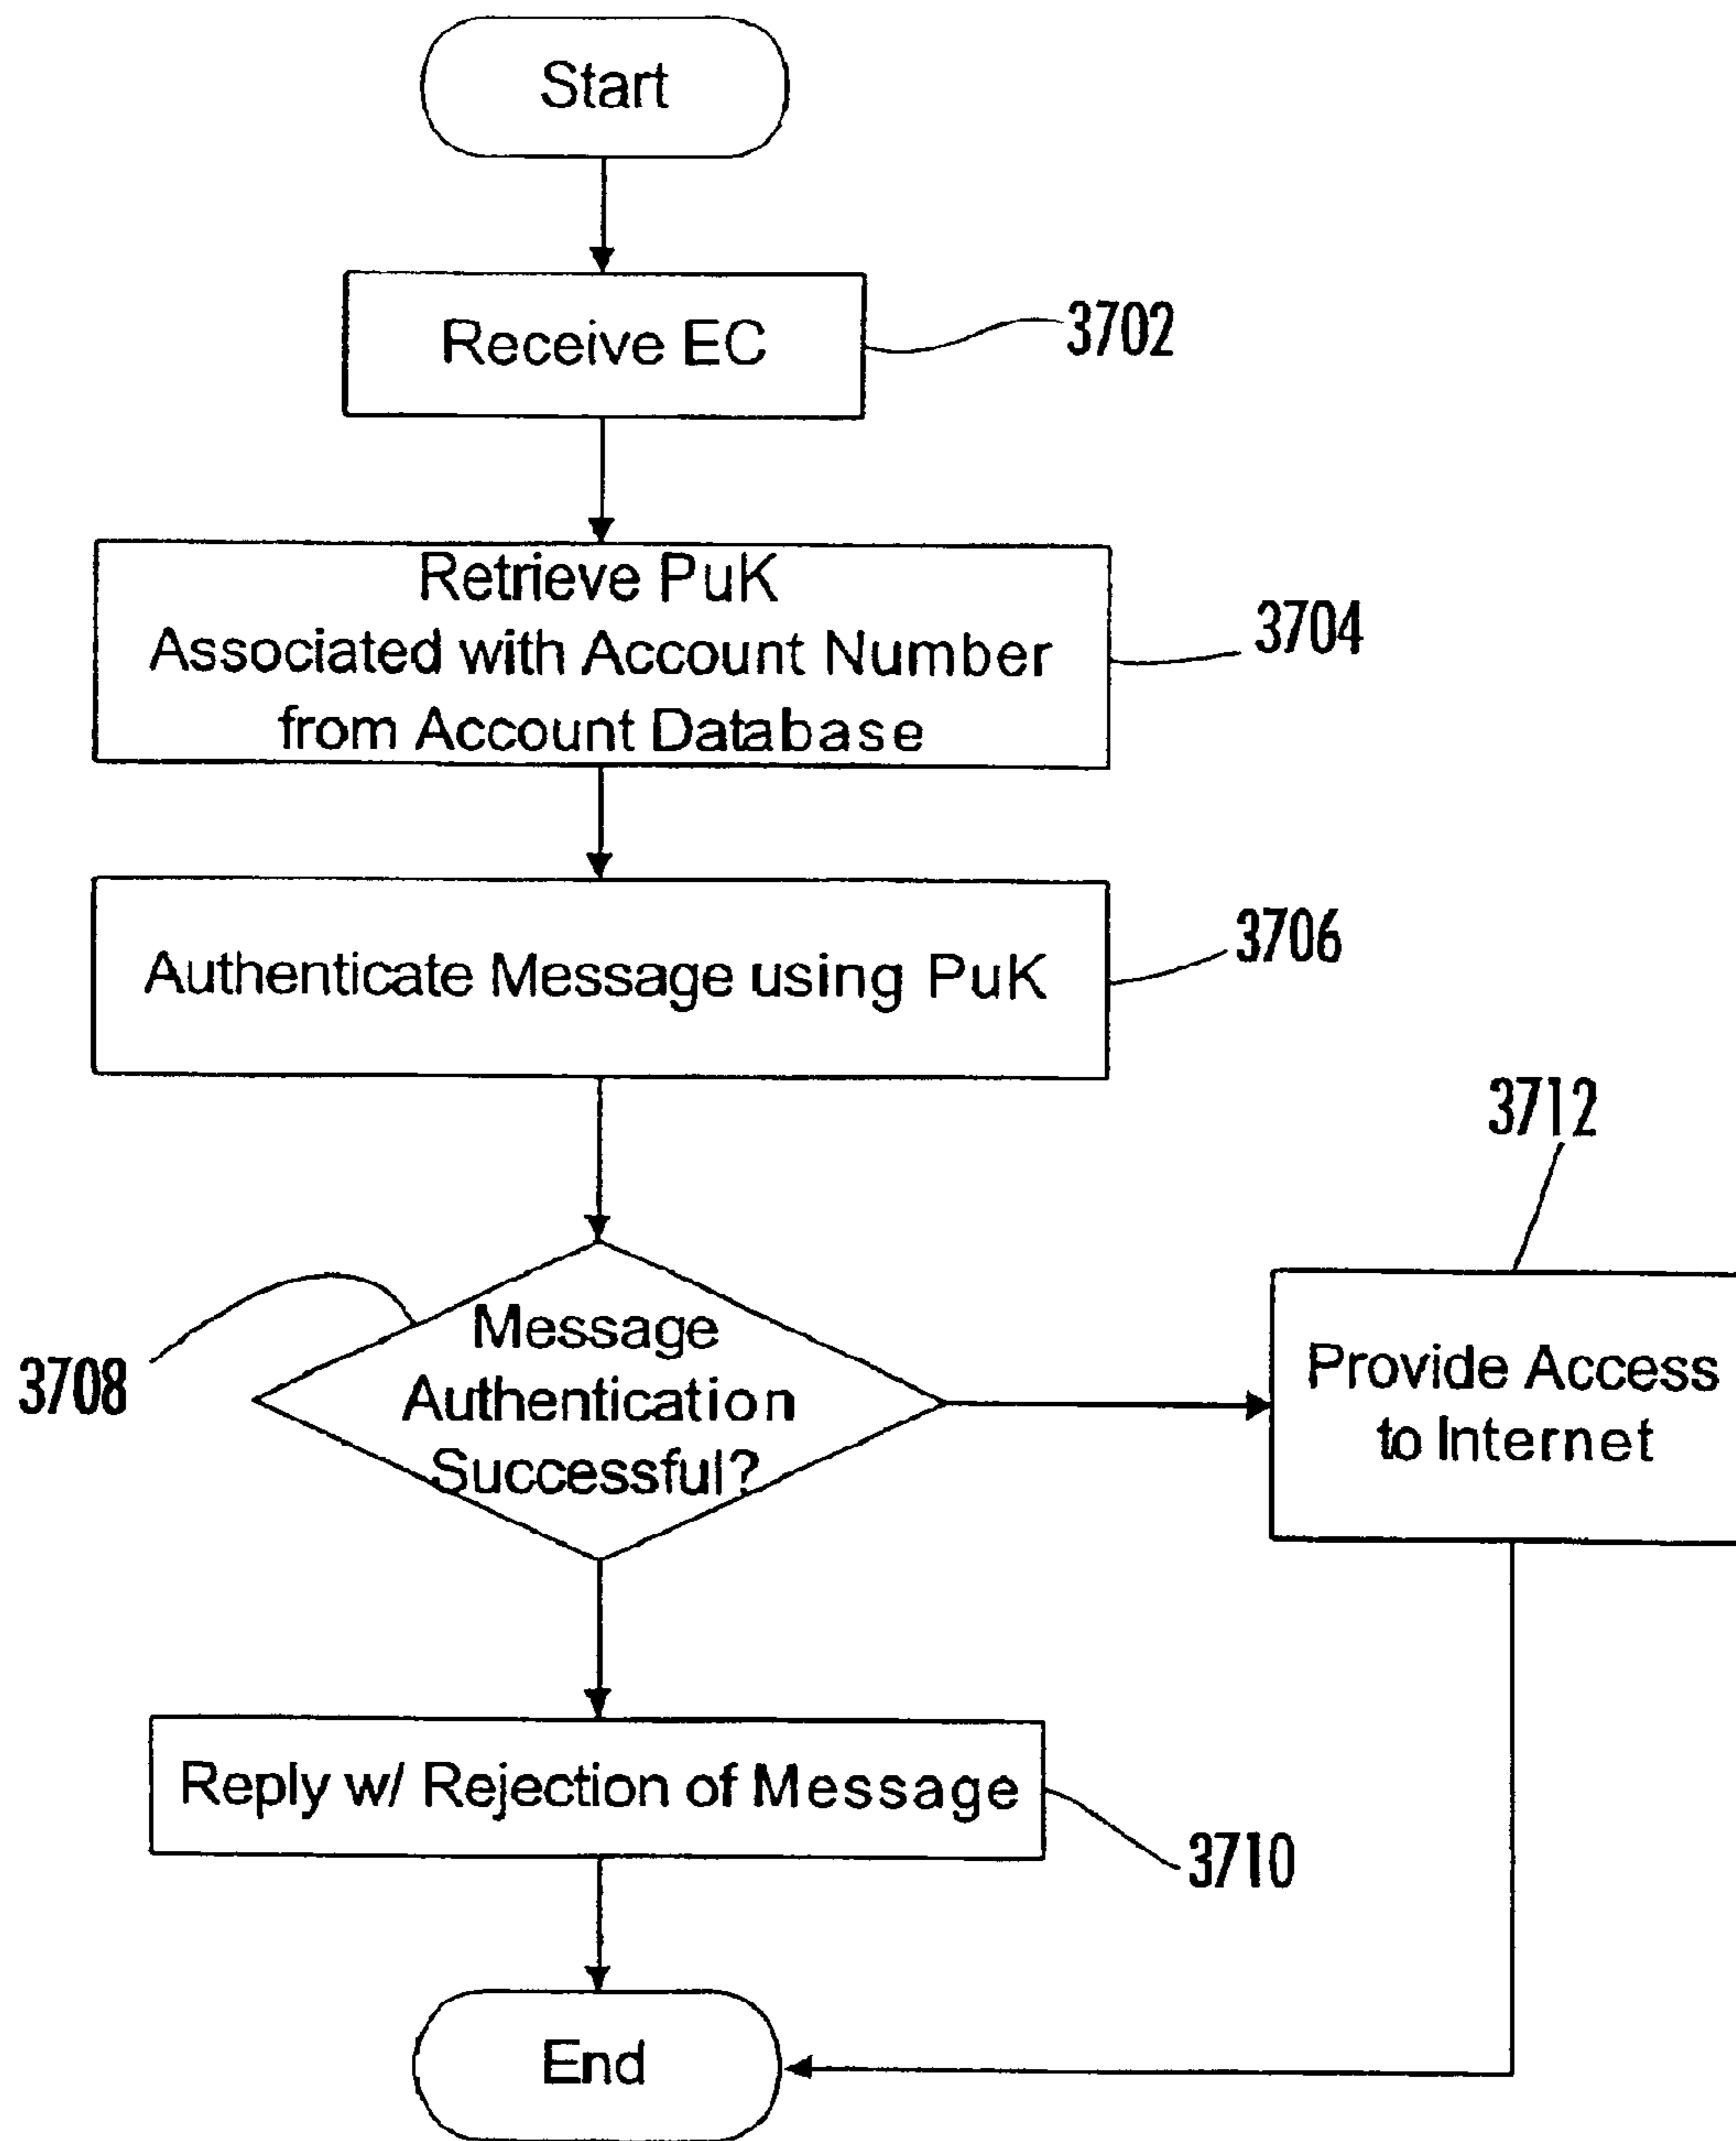 Start
Receive EC
3702
Retrieve PuK
Associated with Account Number
from Account Database
3704
Authenticate Message using PuK
3706
3712
Message
Authentication
Successful?
3708
Provide Access
to Internet
Reply w/ Rejection of Message
3710
End